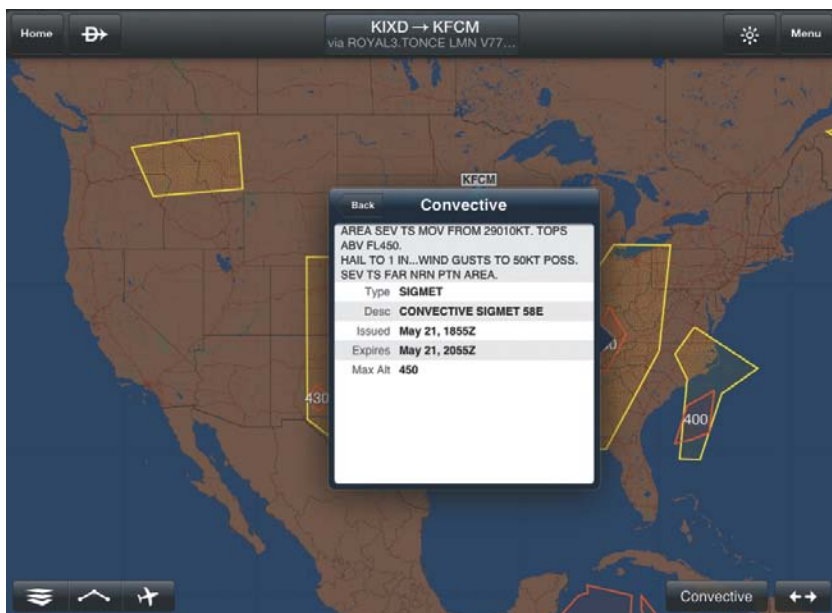 Home
KIXD → KFCM
via ROYAL3.TONCE LMN V77...
Menu
KFCM
Back
Convective
AREA SEV TS MOV FROM 29010KT. TOPS
ABV FL450.
HAIL TO 1 IN...WIND GUSTS TO 50KT POSS.
SEV TS FAR NRN PTN AREA.
Type SIGMET
Desc CONVECTIVE SIGMET 58E
Issued May 21, 1855Z
Expires May 21, 2055Z
Max Alt 450
430
400
Convective